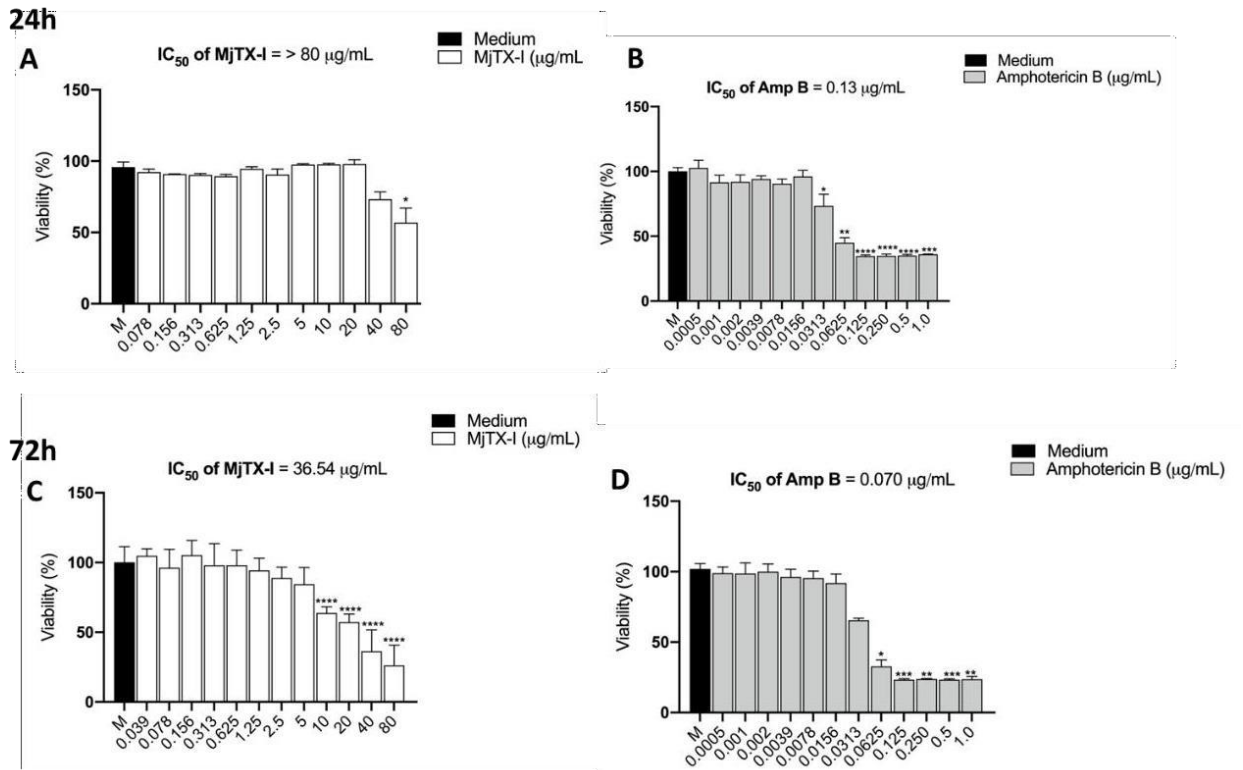 24h
A
IC50 of MjTX-I = > 80 μg/mL
Medium
MjTX-I (μg/mL
Viability (%)
150
100
50
0
*
M 0.078 0.156 0.313 0.625 1.25 2.5 5 10 20 40 80
B
IC50 of Amp B = 0.13 μg/mL
Medium
Amphotericin B (μg/mL)
Viability (%)
150
100
50
0
* ** **** **** **** ***
M 0.0005 0.001 0.002 0.0039 0.0078 0.0156 0.0313 0.0625 0.125 0.250 0.5 1.0
72h
C
IC50 of MjTX-I = 36.54 μg/mL
Medium
MjTX-I (μg/mL)
Viability (%)
150
100
50
0
**** **** **** ****
M 0.039 0.078 0.156 0.313 0.625 1.25 2.5 5 10 20 40 80
D
IC50 of Amp B = 0.070 μg/mL
Medium
Amphotericin B (μg/mL)
Viability (%)
150
100
50
0
* *** ** *** **
M 0.0005 0.001 0.002 0.0039 0.0078 0.0156 0.0313 0.0625 0.125 0.250 0.5 1.0